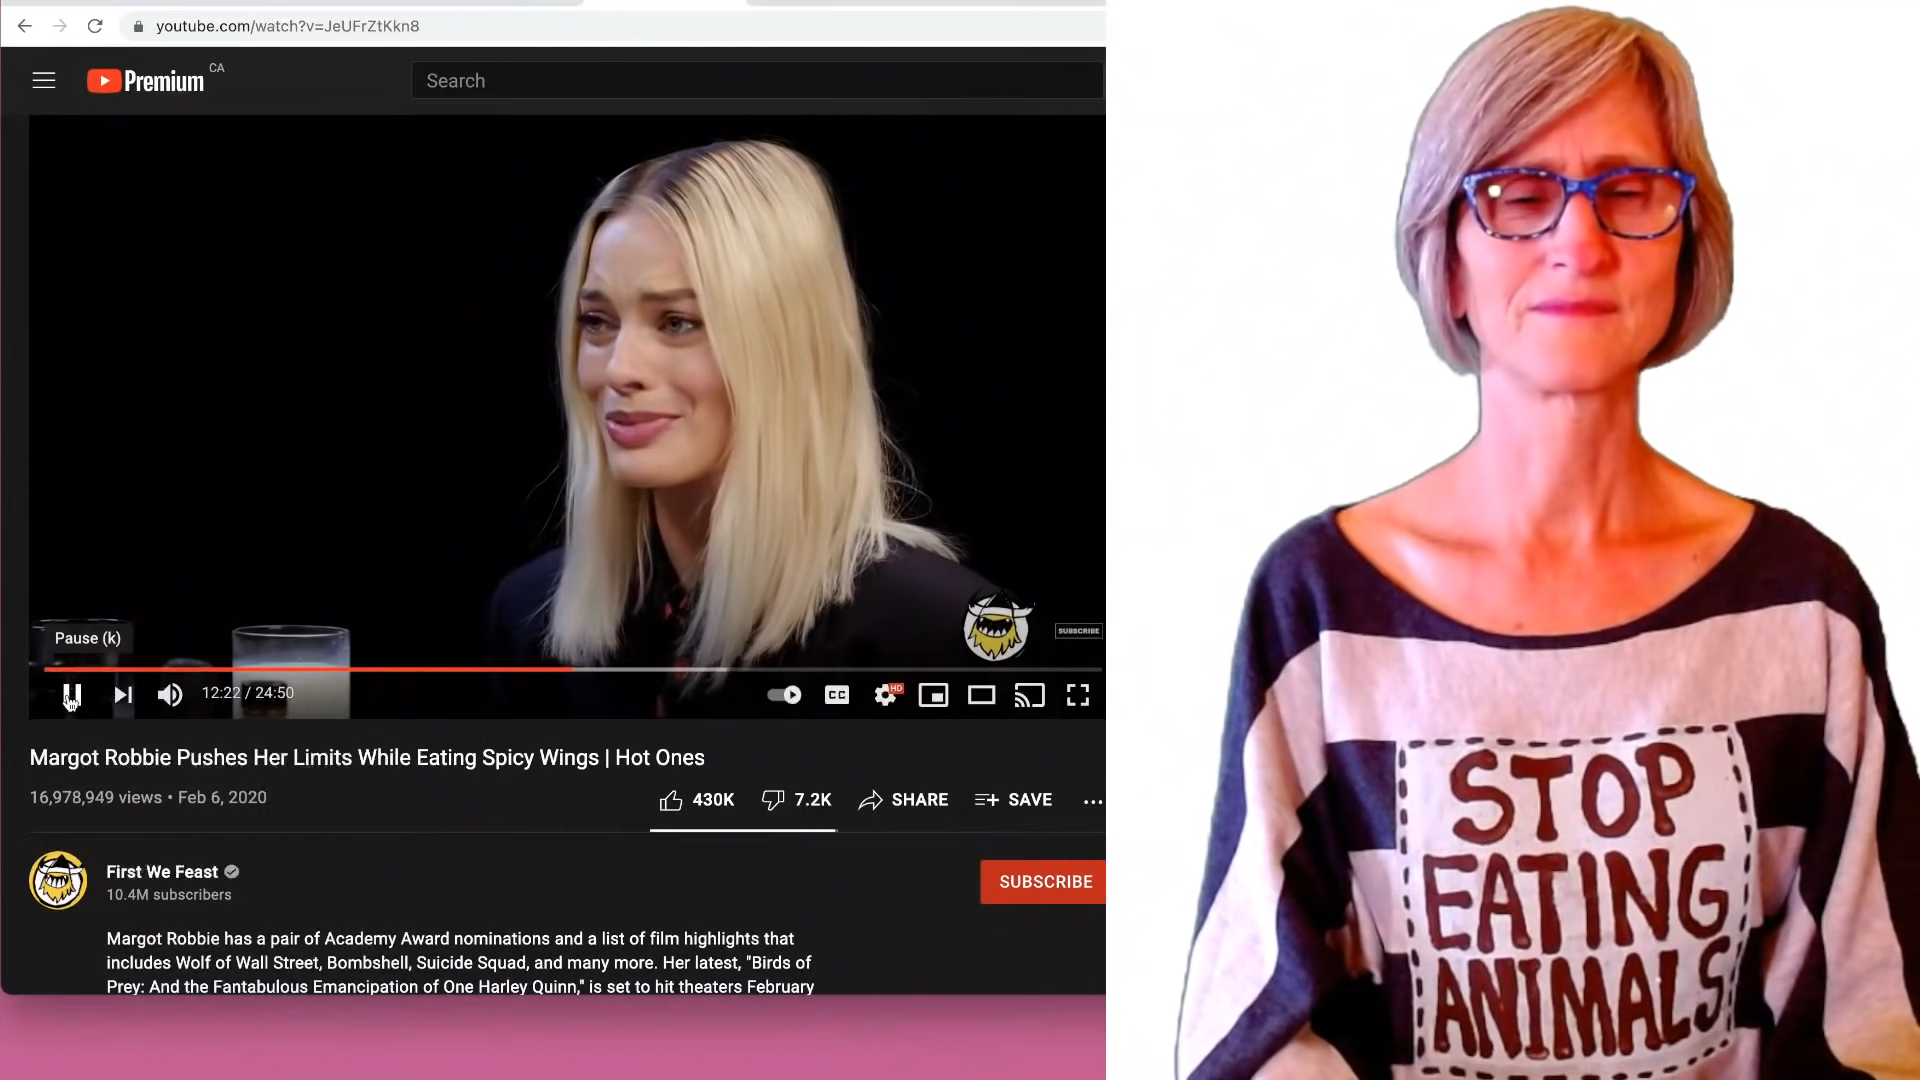 youtube.com/watch?v=JeUFrZtKkn8
Premium CA
Search
Pause (k)
SUBSCRIBE
12:22 / 24:50
CC
HD
Margot Robbie Pushes Her Limits While Eating Spicy Wings | Hot Ones
16,978,949 views • Feb 6, 2020
430K 7.2K SHARE SAVE ...
First We Feast
10.4M subscribers
SUBSCRIBE
Margot Robbie has a pair of Academy Award nominations and a list of film highlights that
includes Wolf of Wall Street, Bombshell, Suicide Squad, and many more. Her latest, "Birds of
Prey: And the Fantabulous Emancipation of One Harley Quinn," is set to hit theaters February
STOP
EATING
ANIMALS